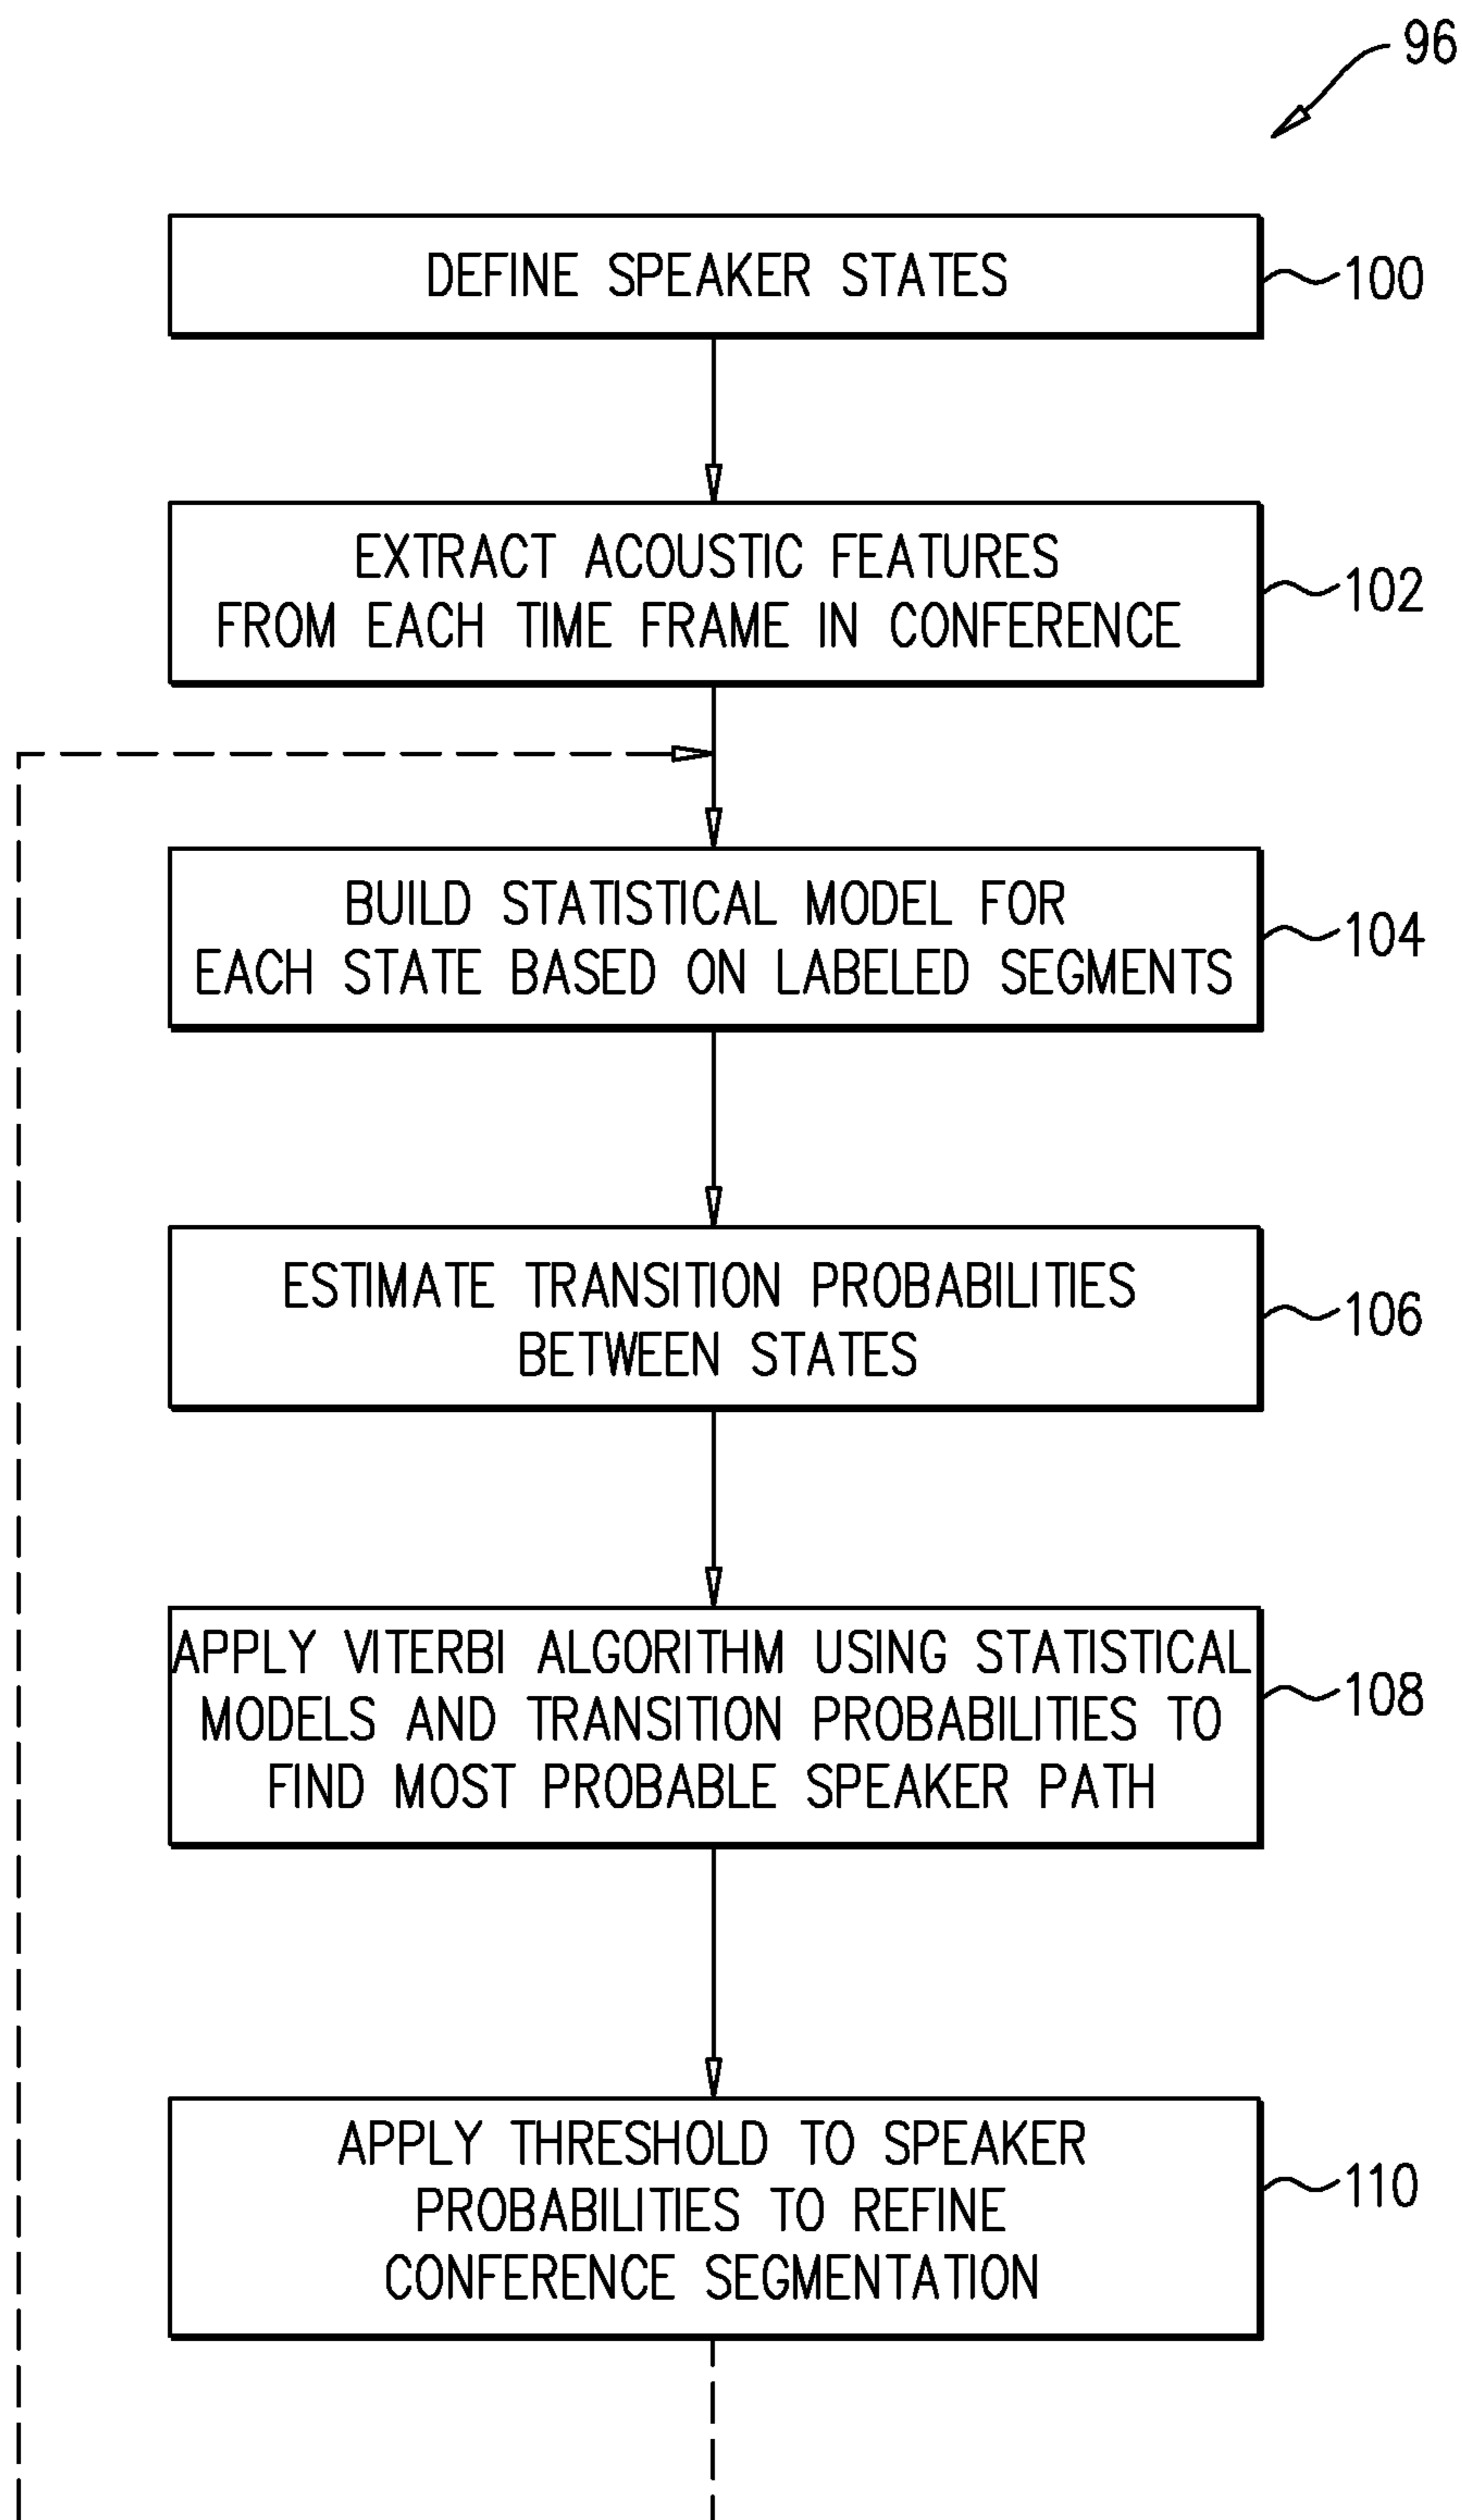 96
DEFINE SPEAKER STATES
100
EXTRACT ACOUSTIC FEATURES
FROM EACH TIME FRAME IN CONFERENCE
102
BUILD STATISTICAL MODEL FOR
EACH STATE BASED ON LABELED SEGMENTS
104
ESTIMATE TRANSITION PROBABILITIES
BETWEEN STATES
106
APPLY VITERBI ALGORITHM USING STATISTICAL
MODELS AND TRANSITION PROBABILITIES TO
FIND MOST PROBABLE SPEAKER PATH
108
APPLY THRESHOLD TO SPEAKER
PROBABILITIES TO REFINE
CONFERENCE SEGMENTATION
110